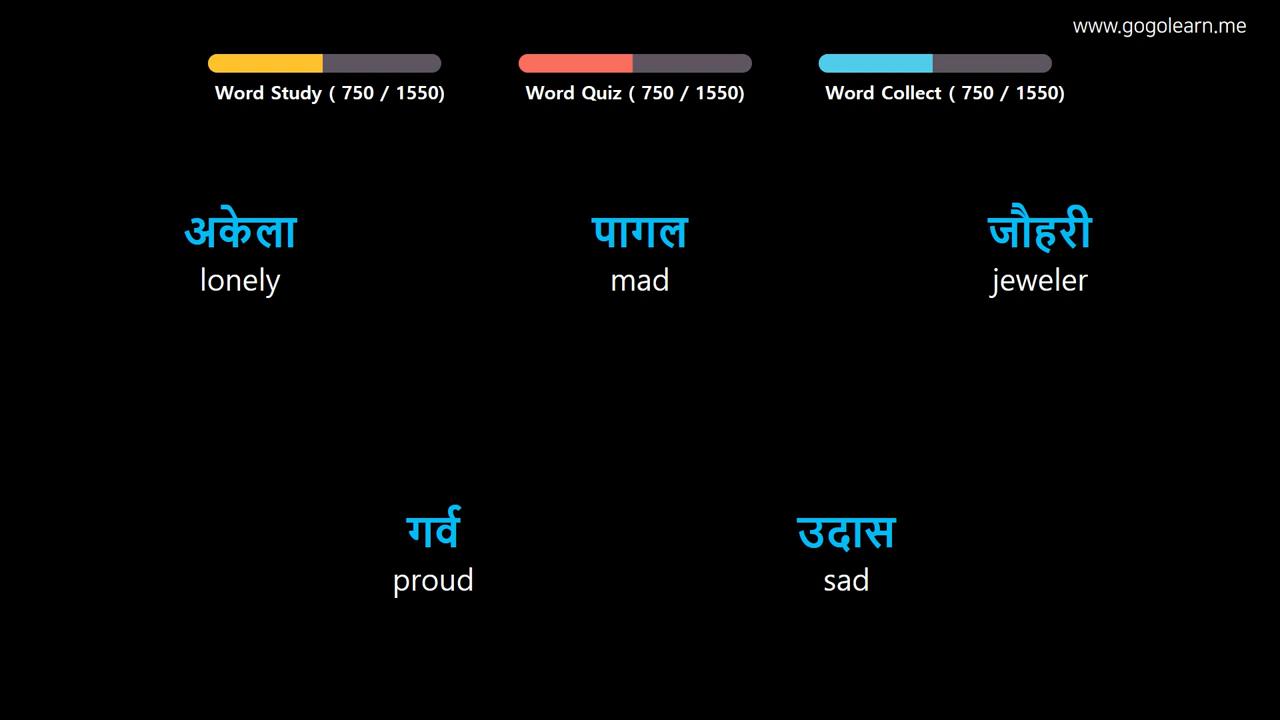 www.gogolearn.me
Word Study ( 750 / 1550)
Word Quiz ( 750 / 1550)
Word Collect ( 750 / 1550)
अकेला
lonely
पागल
mad
जौहरी
jeweler
गर्व
proud
उदास
sad